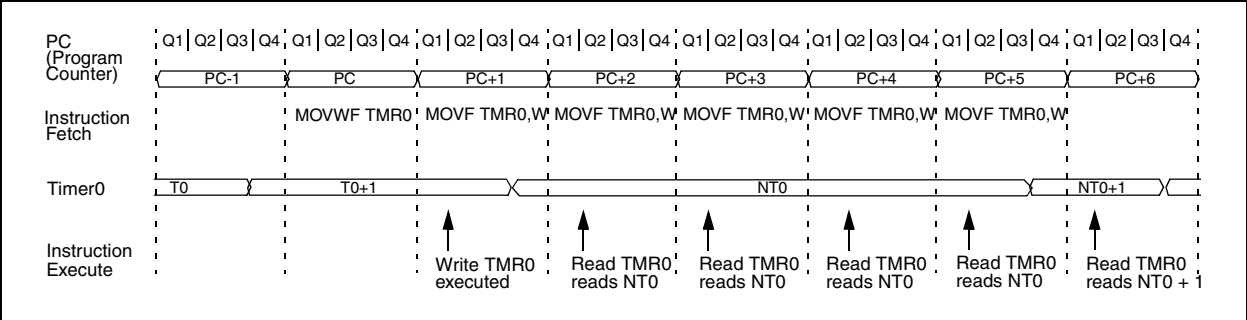 PC
(Program
Counter)
Q1 Q2 Q3 Q4 Q1 Q2 Q3 Q4 Q1 Q2 Q3 Q4 Q1 Q2 Q3 Q4 Q1 Q2 Q3 Q4 Q1 Q2 Q3 Q4 Q1 Q2 Q3 Q4 Q1 Q2 Q3 Q4
PC-1 PC PC+1 PC+2 PC+3 PC+4 PC+5 PC+6
Instruction
Fetch
MOVWF TMR0 MOVF TMR0,W MOVF TMR0,W MOVF TMR0,W MOVF TMR0,W MOVF TMR0,W
Timer0
T0 T0+1 NT0 NT0+1
Instruction
Execute
Write TMR0
executed
Read TMR0
reads NT0
Read TMR0
reads NT0
Read TMR0
reads NT0
Read TMR0
reads NT0
Read TMR0
reads NT0 + 1